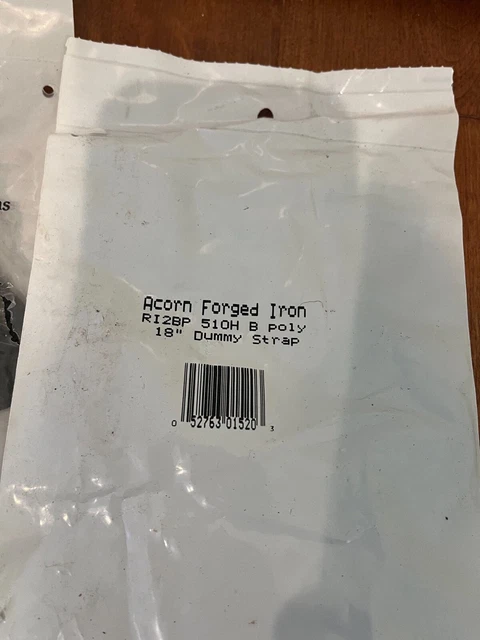 Acorn Forged Iron
RI2BP 510H B poly
18" Dummy Strap
0 52763 01520 3